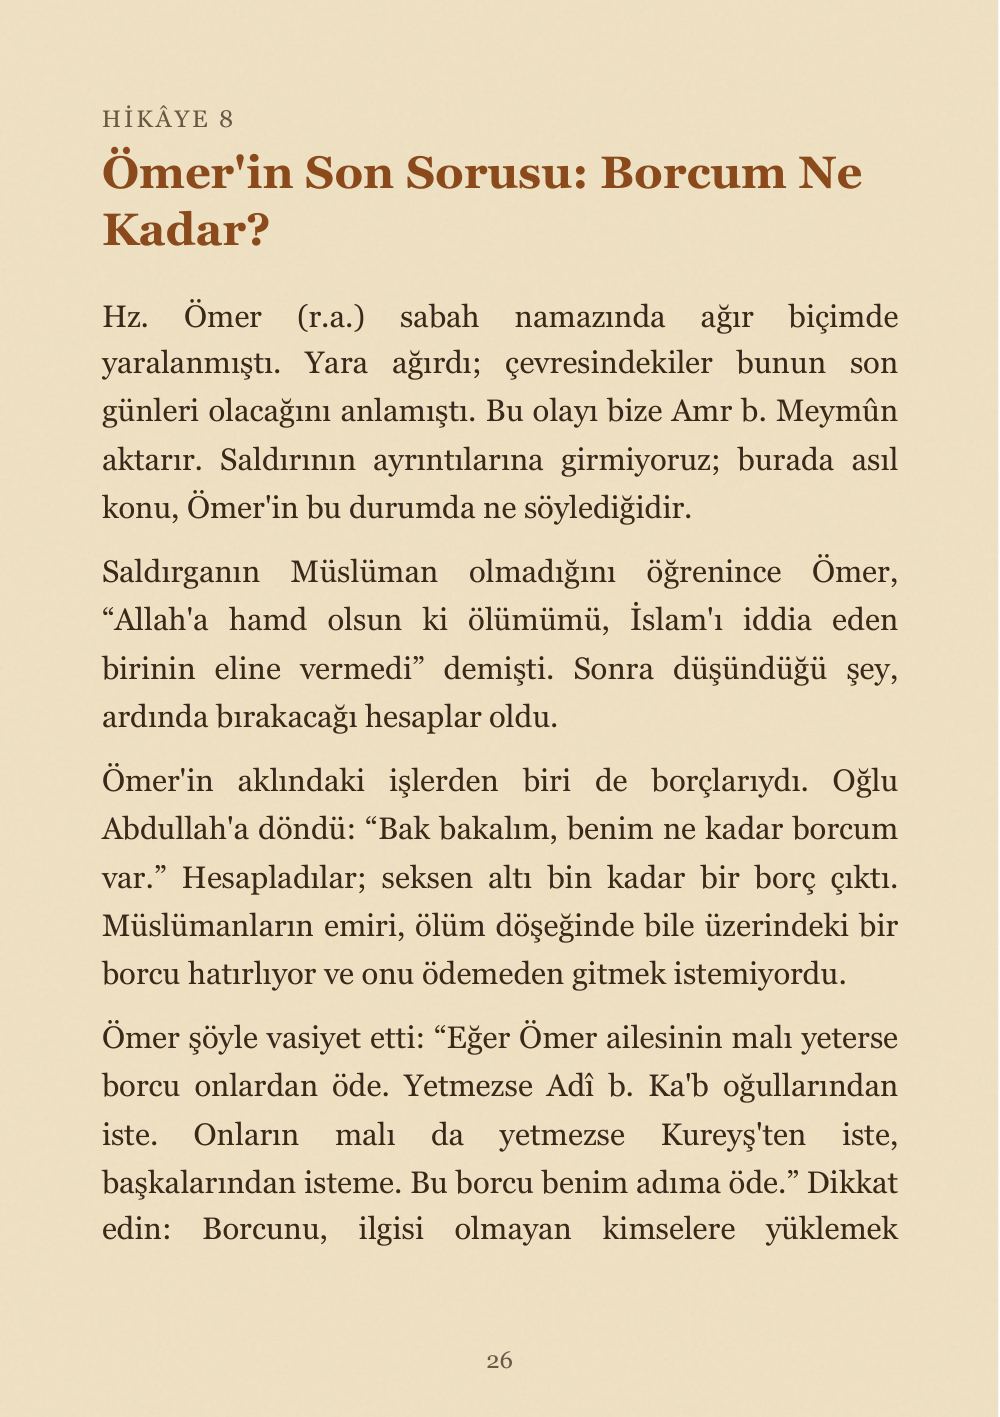 HİKÂYE 8
Ömer'in Son Sorusu: Borcum Ne
Kadar?
Hz. Ömer (r.a.) sabah namazında ağır biçimde
yaralanmıştı. Yara ağırdı; çevresindekiler bunun son
günleri olacağını anlamıştı. Bu olayı bize Amr b. Meymûn
aktarır. Saldırının ayrıntılarına girmiyoruz; burada asıl
konu, Ömer'in bu durumda ne söylediğidir.
Saldırganın Müslüman olmadığını öğrenince Ömer,
“Allah'a hamd olsun ki ölümümü, İslam'ı iddia eden
birinin eline vermedi” demişti. Sonra düşündüğü şey,
ardında bırakacağı hesaplar oldu.
Ömer'in aklındaki işlerden biri de borçlarıydı. Oğlu
Abdullah'a döndü: “Bak bakalım, benim ne kadar borcum
var.” Hesapladılar; seksen altı bin kadar bir borç çıktı.
Müslümanların emiri, ölüm döşeğinde bile üzerindeki bir
borcu hatırlıyor ve onu ödemeden gitmek istemiyordu.
Ömer şöyle vasiyet etti: “Eğer Ömer ailesinin malı yeterse
borcu onlardan öde. Yetmezse Adî b. Ka'b oğullarından
iste. Onların malı da yetmezse Kureyş'ten iste,
başkalarından isteme. Bu borcu benim adıma öde.” Dikkat
edin: Borcunu, ilgisi olmayan kimselere yüklemek
26